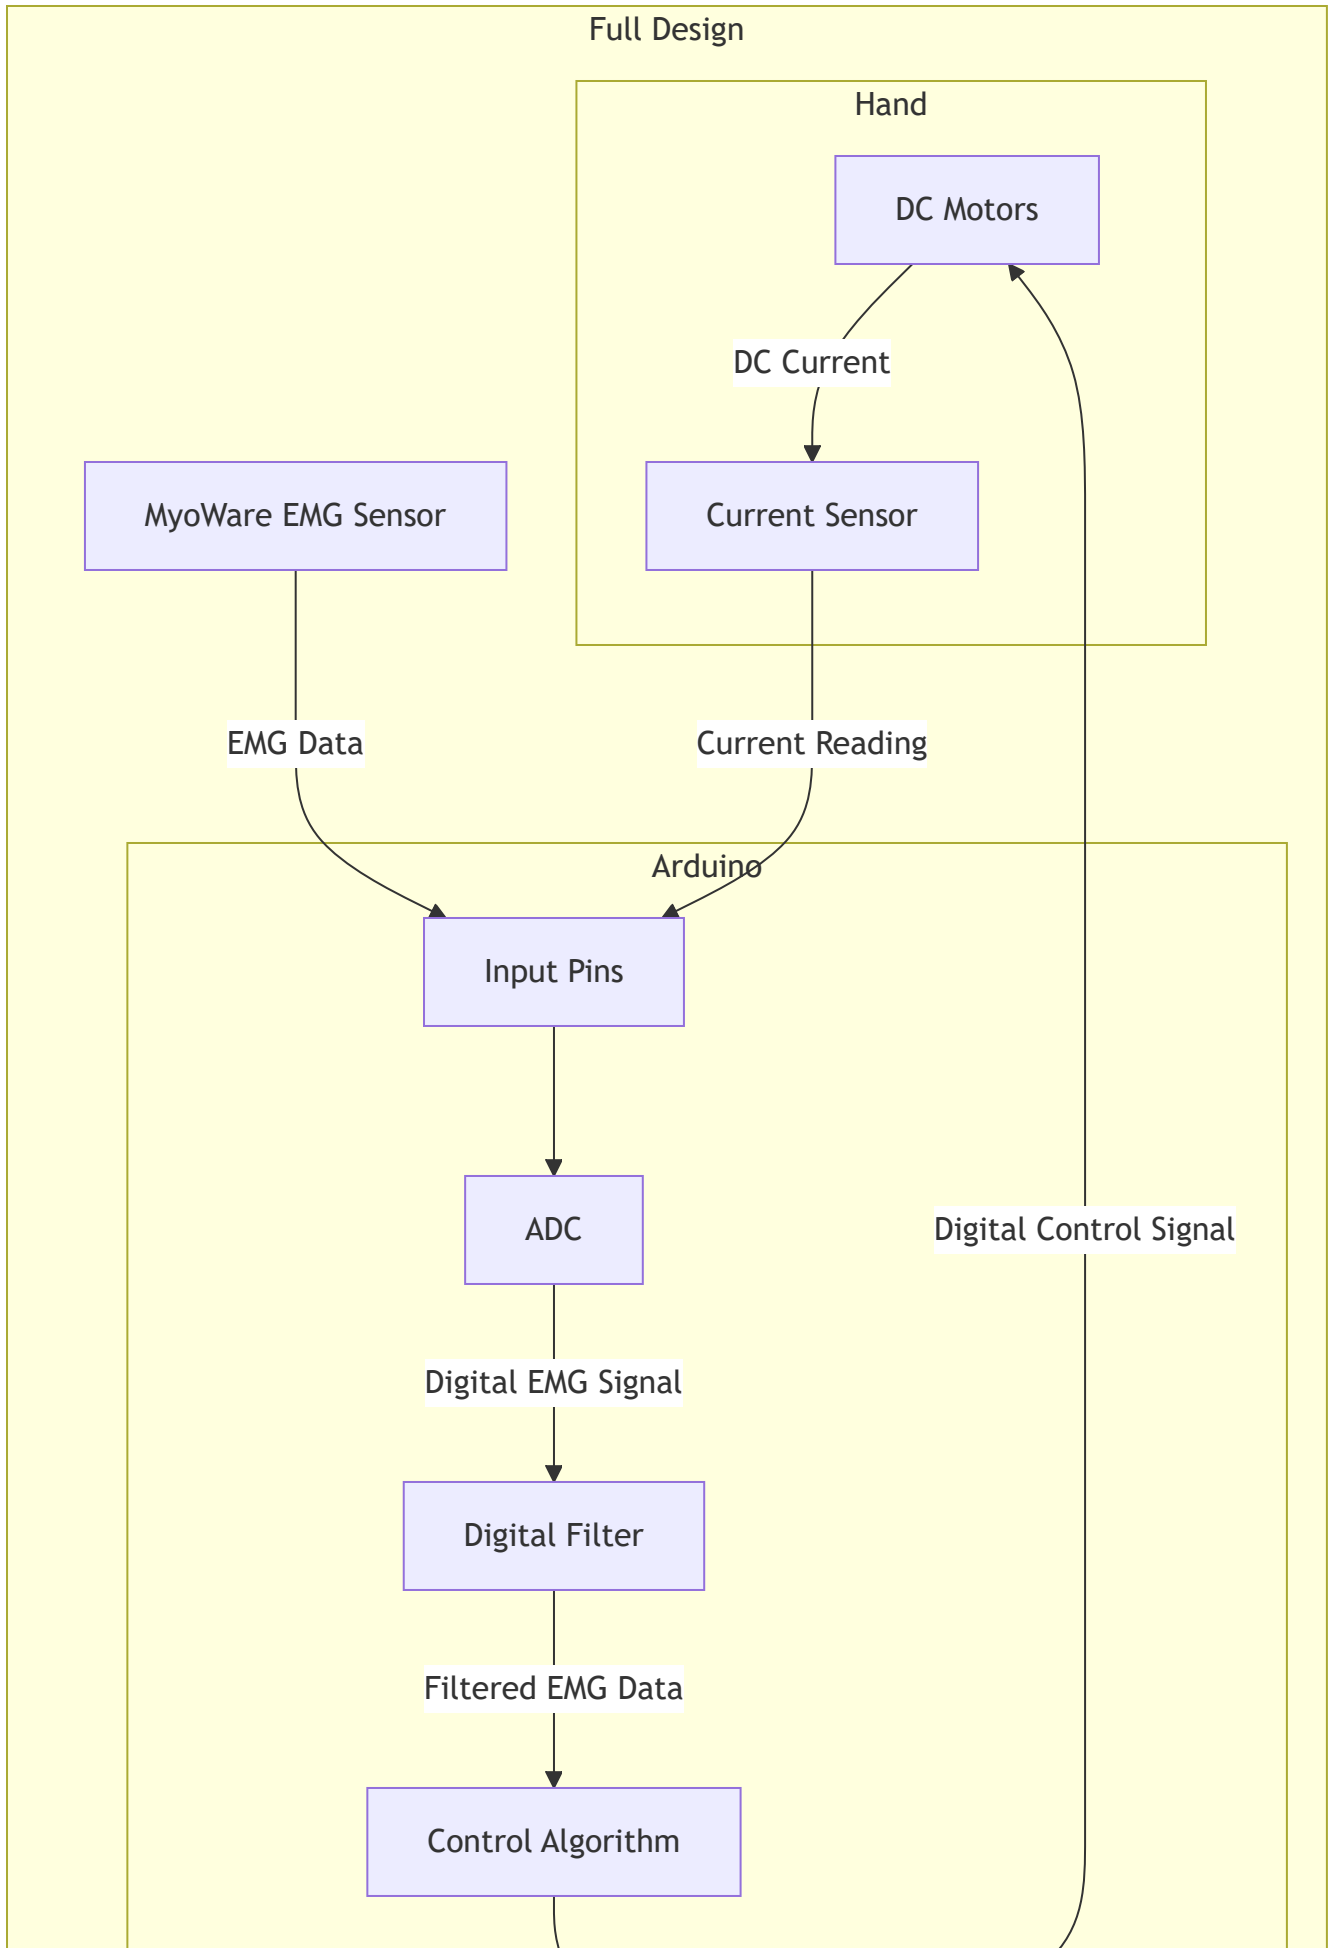 Full Design
Hand
DC Motors
DC Current
MyoWare EMG Sensor
Current Sensor
EMG Data
Current Reading
Arduino
Input Pins
ADC
Digital Control Signal
Digital EMG Signal
Digital Filter
Filtered EMG Data
Control Algorithm